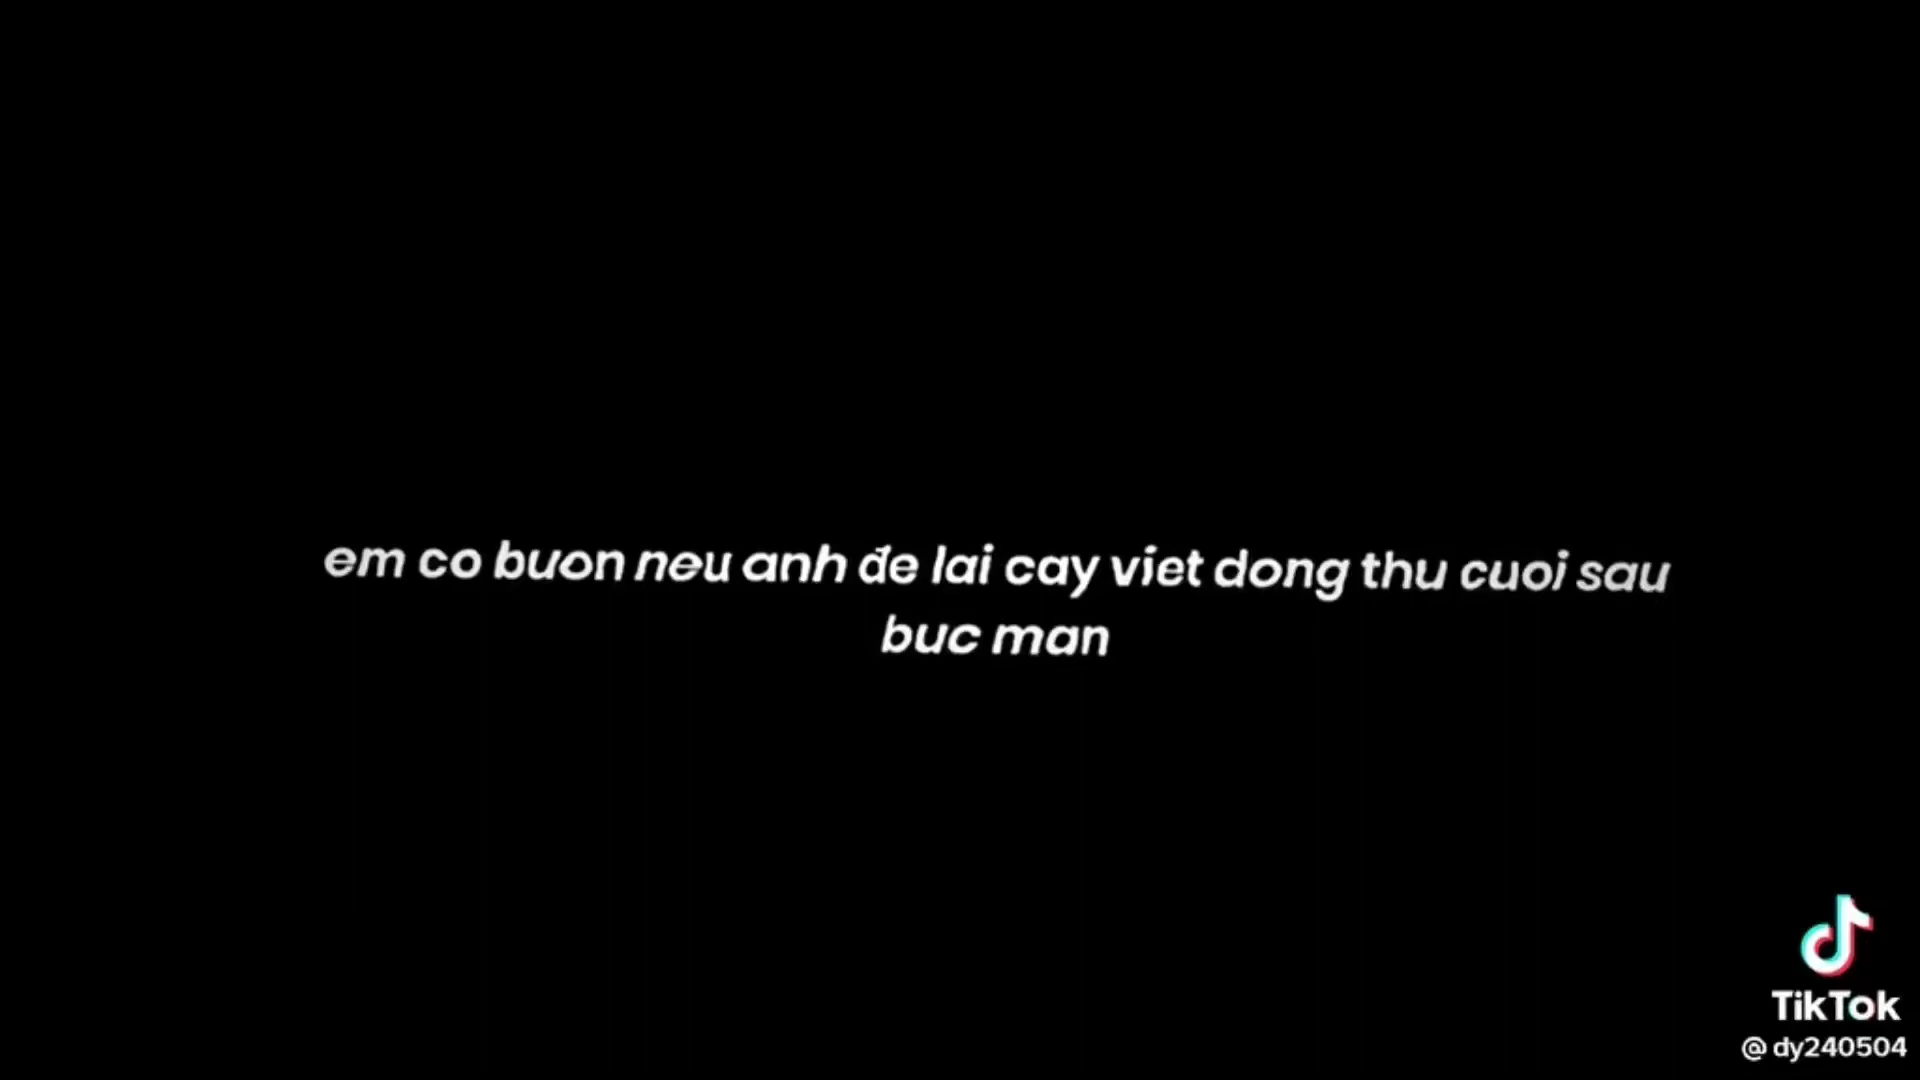 em co buon neu anh đe lai cay viet dong thu cuoi sau
buc man
TikTok
@ dy240504